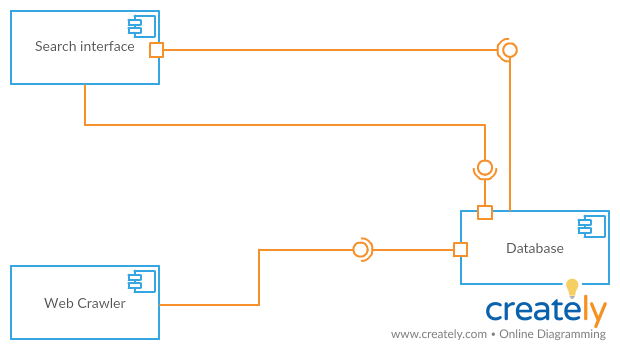 Search interface
Database
Web Crawler
creately
www.creately.com • Online Diagramming